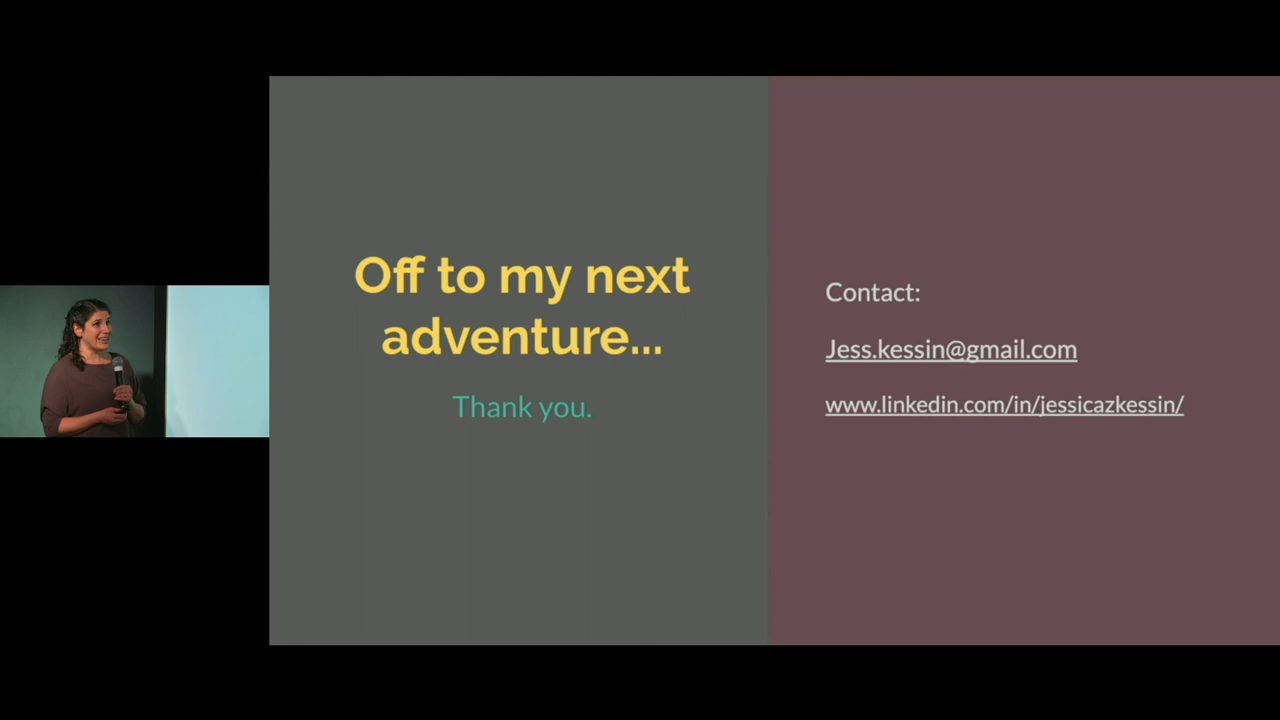 Off to my next
adventure...
Thank you.
Contact:
Jess.kessin@gmail.com
www.linkedin.com/in/jessicazkessin/